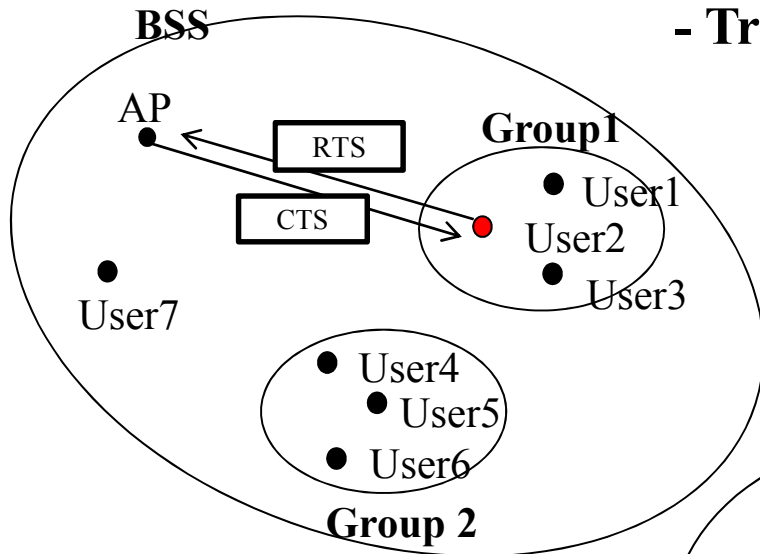 BSS
- Tr
AP
RTS
Group1
User1
CTS
User2
User3
User7
User4
User5
User6
Group 2